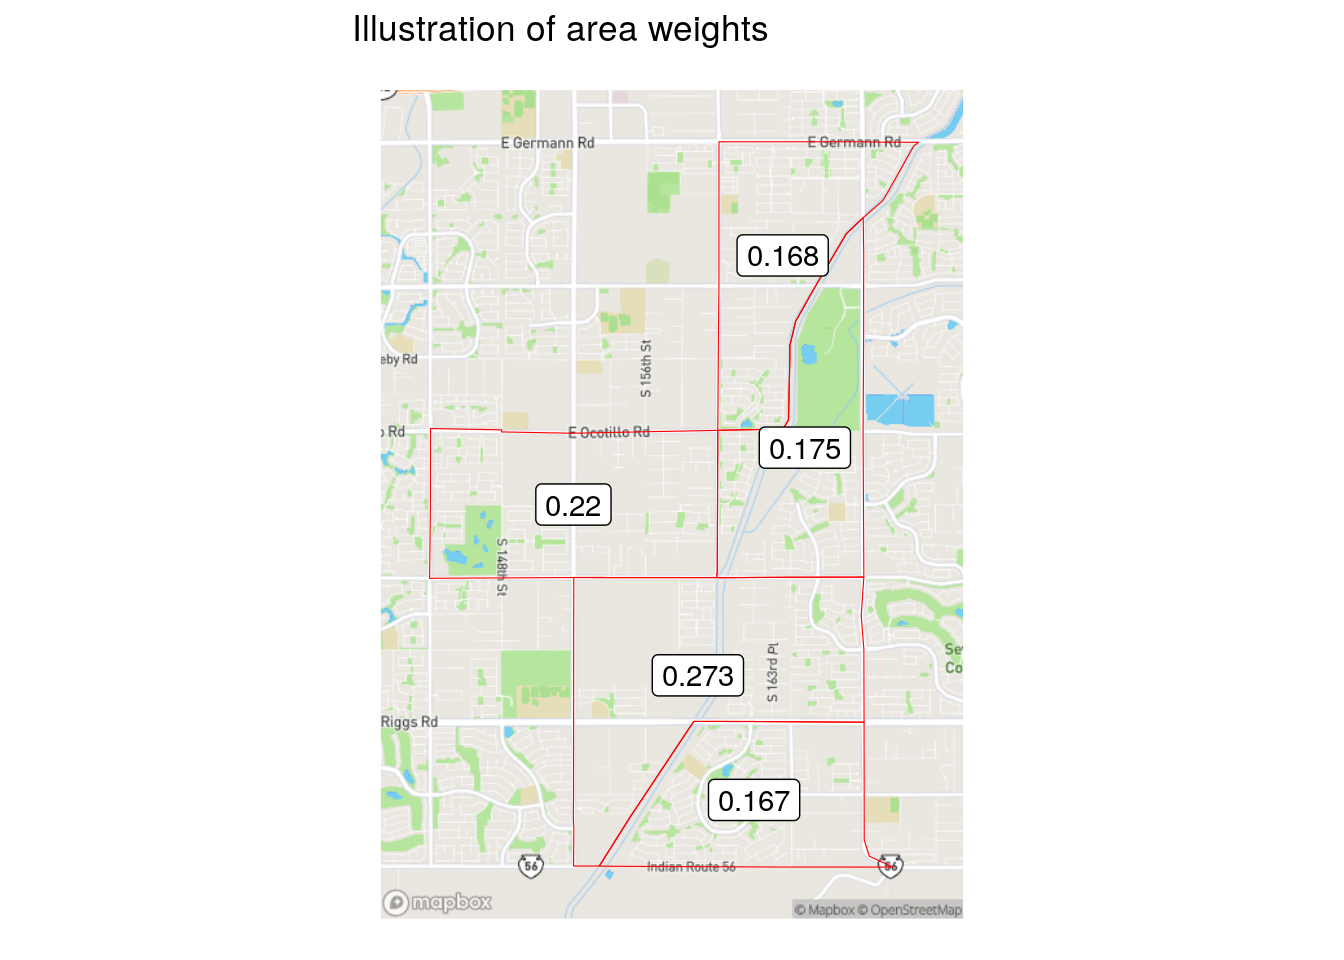 Illustration of area weights
E Germann Rd
E Germann Rd
0.168
S 156th St
eby Rd
o Rd
E Ocotillo Rd
0.175
0.22
S 148th St
0.273
S 163rd Pl
Se
Co
Riggs Rd
0.167
56
Indian Route 56
56
mapbox
© Mapbox © OpenStreetMap